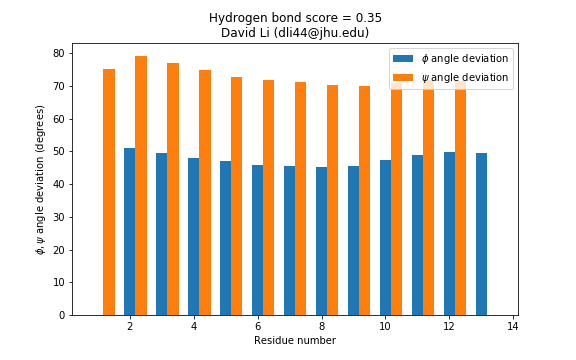 Hydrogen bond score = 0.35
David Li (dli44@jhu.edu)
ϕ angle deviation
ψ angle deviation
ϕ, ψ angle deviation (degrees)
80
70
60
50
40
30
20
10
0
2 4 6 8 10 12 14
Residue number